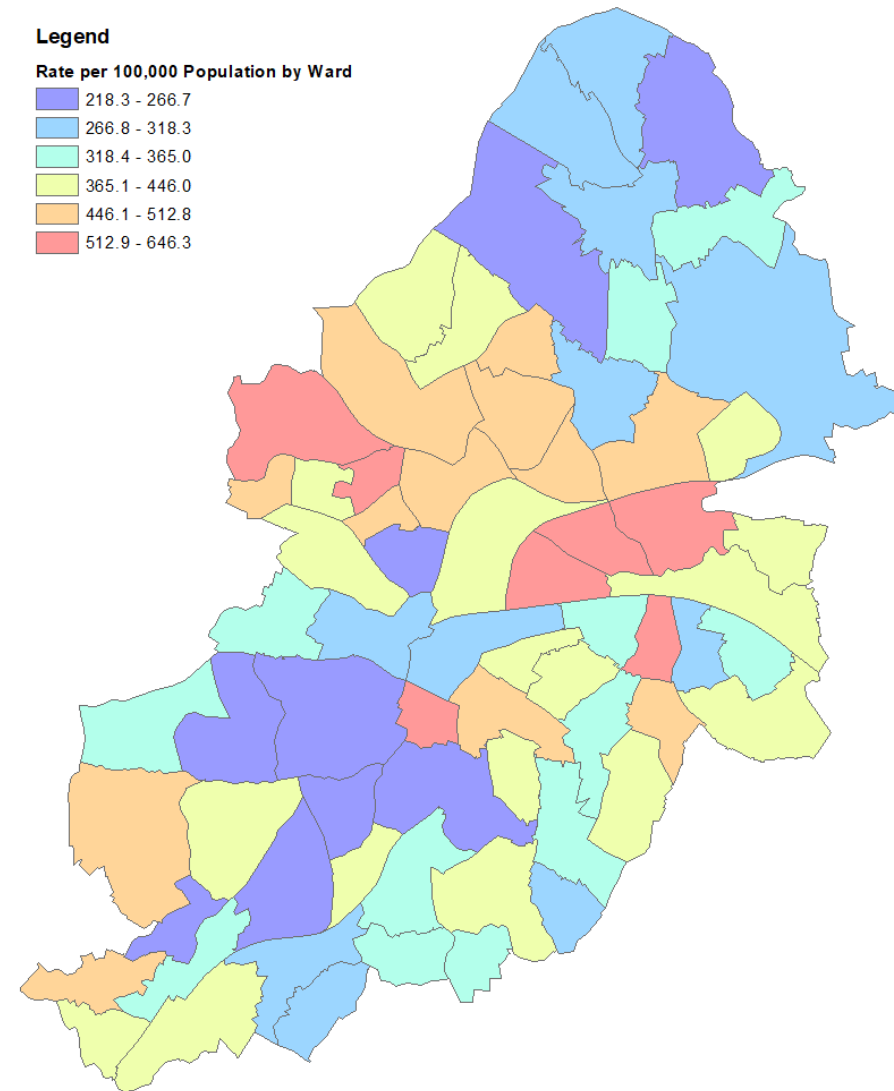 Legend
Rate per 100,000 Population by Ward
218.3 - 266.7
266.8 - 318.3
318.4 - 365.0
365.1 - 446.0
446.1 - 512.8
512.9 - 646.3